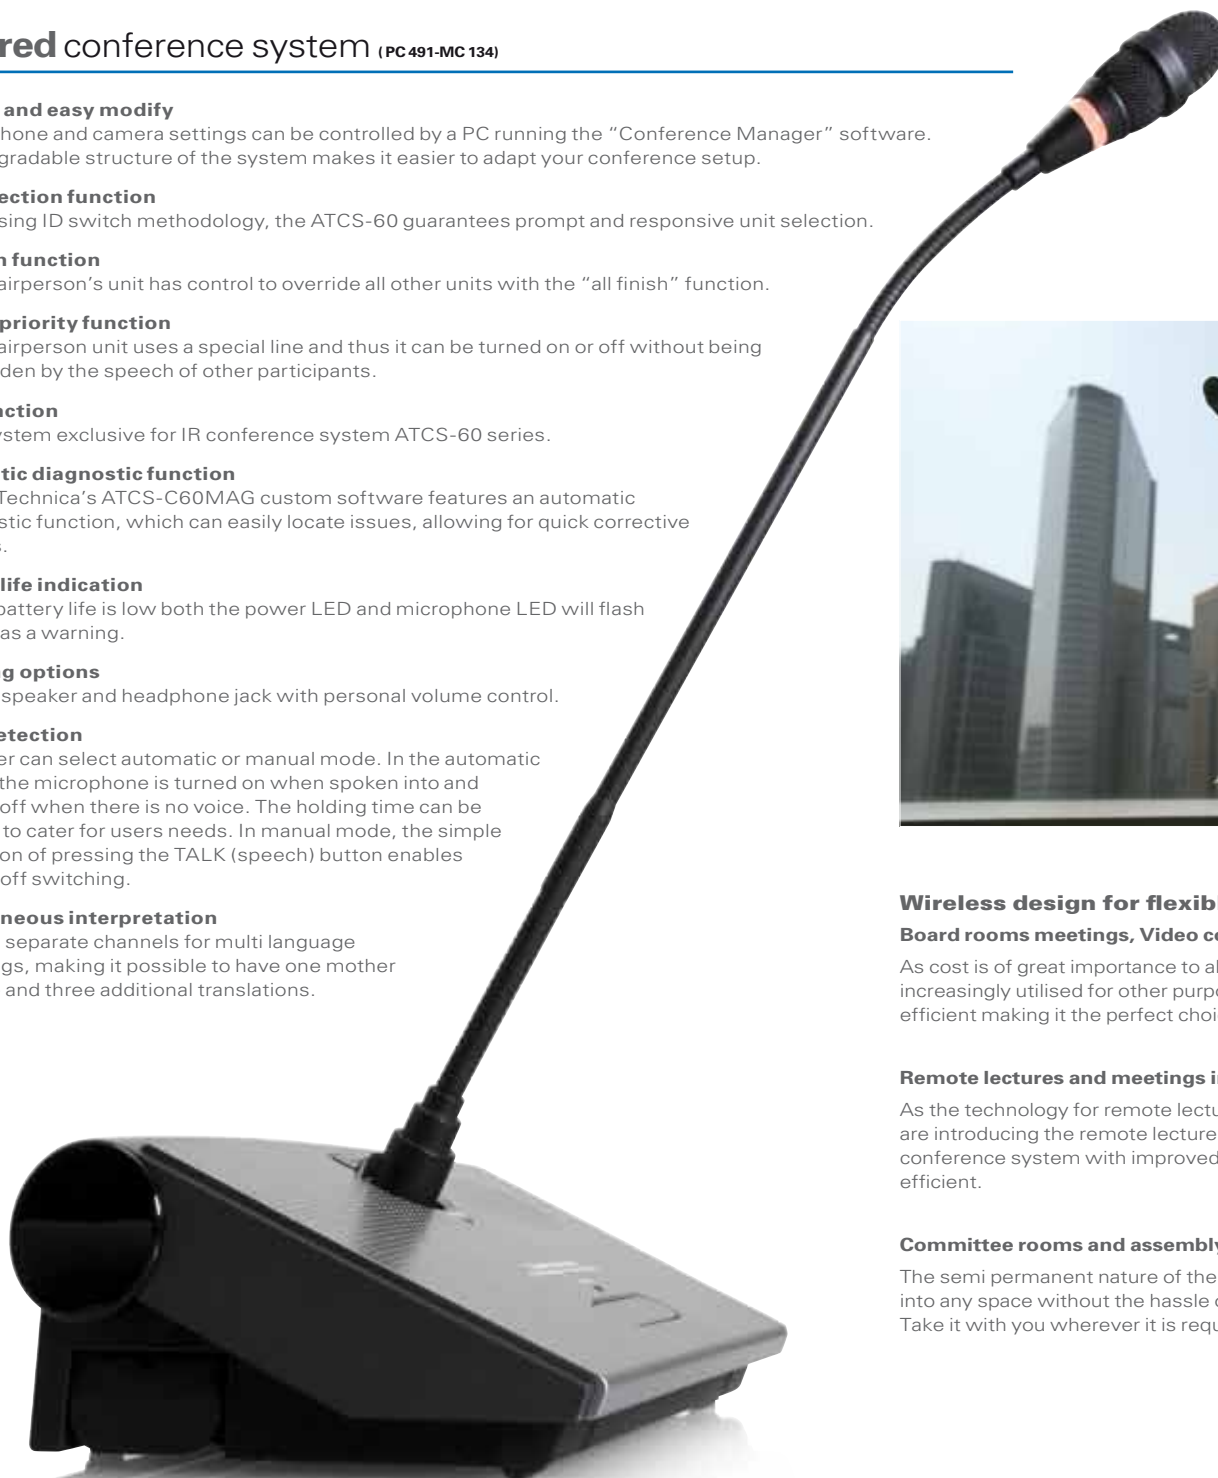 red conference system (PC 491-MC 134)
and easy modify
hone and camera settings can be controlled by a PC running the “Conference Manager” software.
gradable structure of the system makes it easier to adapt your conference setup.
ection function
sing ID switch methodology, the ATCS-60 guarantees prompt and responsive unit selection.
n function
airperson’s unit has control to override all other units with the “all finish” function.
priority function
airperson unit uses a special line and thus it can be turned on or off without being
den by the speech of other participants.
nction
ystem exclusive for IR conference system ATCS-60 series.
tic diagnostic function
Technica’s ATCS-C60MAG custom software features an automatic
stic function, which can easily locate issues, allowing for quick corrective
s.
life indication
battery life is low both the power LED and microphone LED will flash
as a warning.
g options
speaker and headphone jack with personal volume control.
etection
er can select automatic or manual mode. In the automatic
the microphone is turned on when spoken into and
off when there is no voice. The holding time can be
to cater for users needs. In manual mode, the simple
on of pressing the TALK (speech) button enables
off switching.
neous interpretation
separate channels for multi language
gs, making it possible to have one mother
and three additional translations.
Wireless design for flexib
Board rooms meetings, Video co
As cost is of great importance to al
increasingly utilised for other purpo
efficient making it the perfect choi
Remote lectures and meetings i
As the technology for remote lectu
are introducing the remote lecture
conference system with improved
efficient.
Committee rooms and assembly
The semi permanent nature of the
into any space without the hassle o
Take it with you wherever it is requ